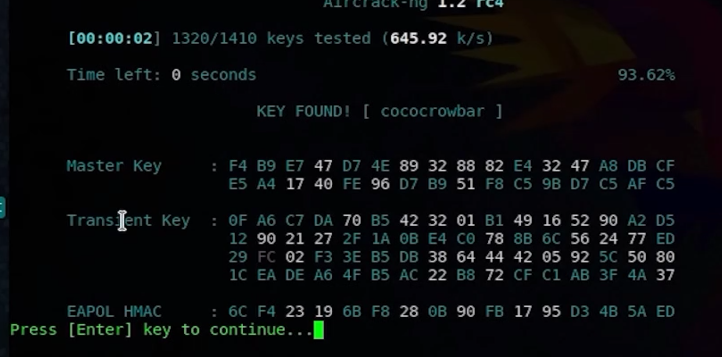 Aircrack-ng 1.2 rc4
[00:00:02] 1320/1410 keys tested (645.92 k/s)
Time left: 0 seconds 93.62%
KEY FOUND! [ cococrowbar ]
Master Key : F4 B9 E7 47 D7 4E 89 32 88 82 E4 32 47 A8 DB CF
E5 A4 17 40 FE 96 D7 B9 51 F8 C5 9B D7 C5 AF C5
Transient Key : 0F A6 C7 DA 70 B5 42 32 01 B1 49 16 52 90 A2 D5
12 90 21 27 2F 1A 0B E4 C0 78 8B 6C 56 24 77 ED
29 FC 02 F3 3E B5 DB 38 64 44 42 05 92 5C 50 80
1C EA DE A6 4F B5 AC 22 B8 72 CF C1 AB 3F 4A 37
EAPOL HMAC : 6C F4 23 19 6B F8 28 0B 90 FB 17 95 D3 4B 5A ED
Press [Enter] key to continue...